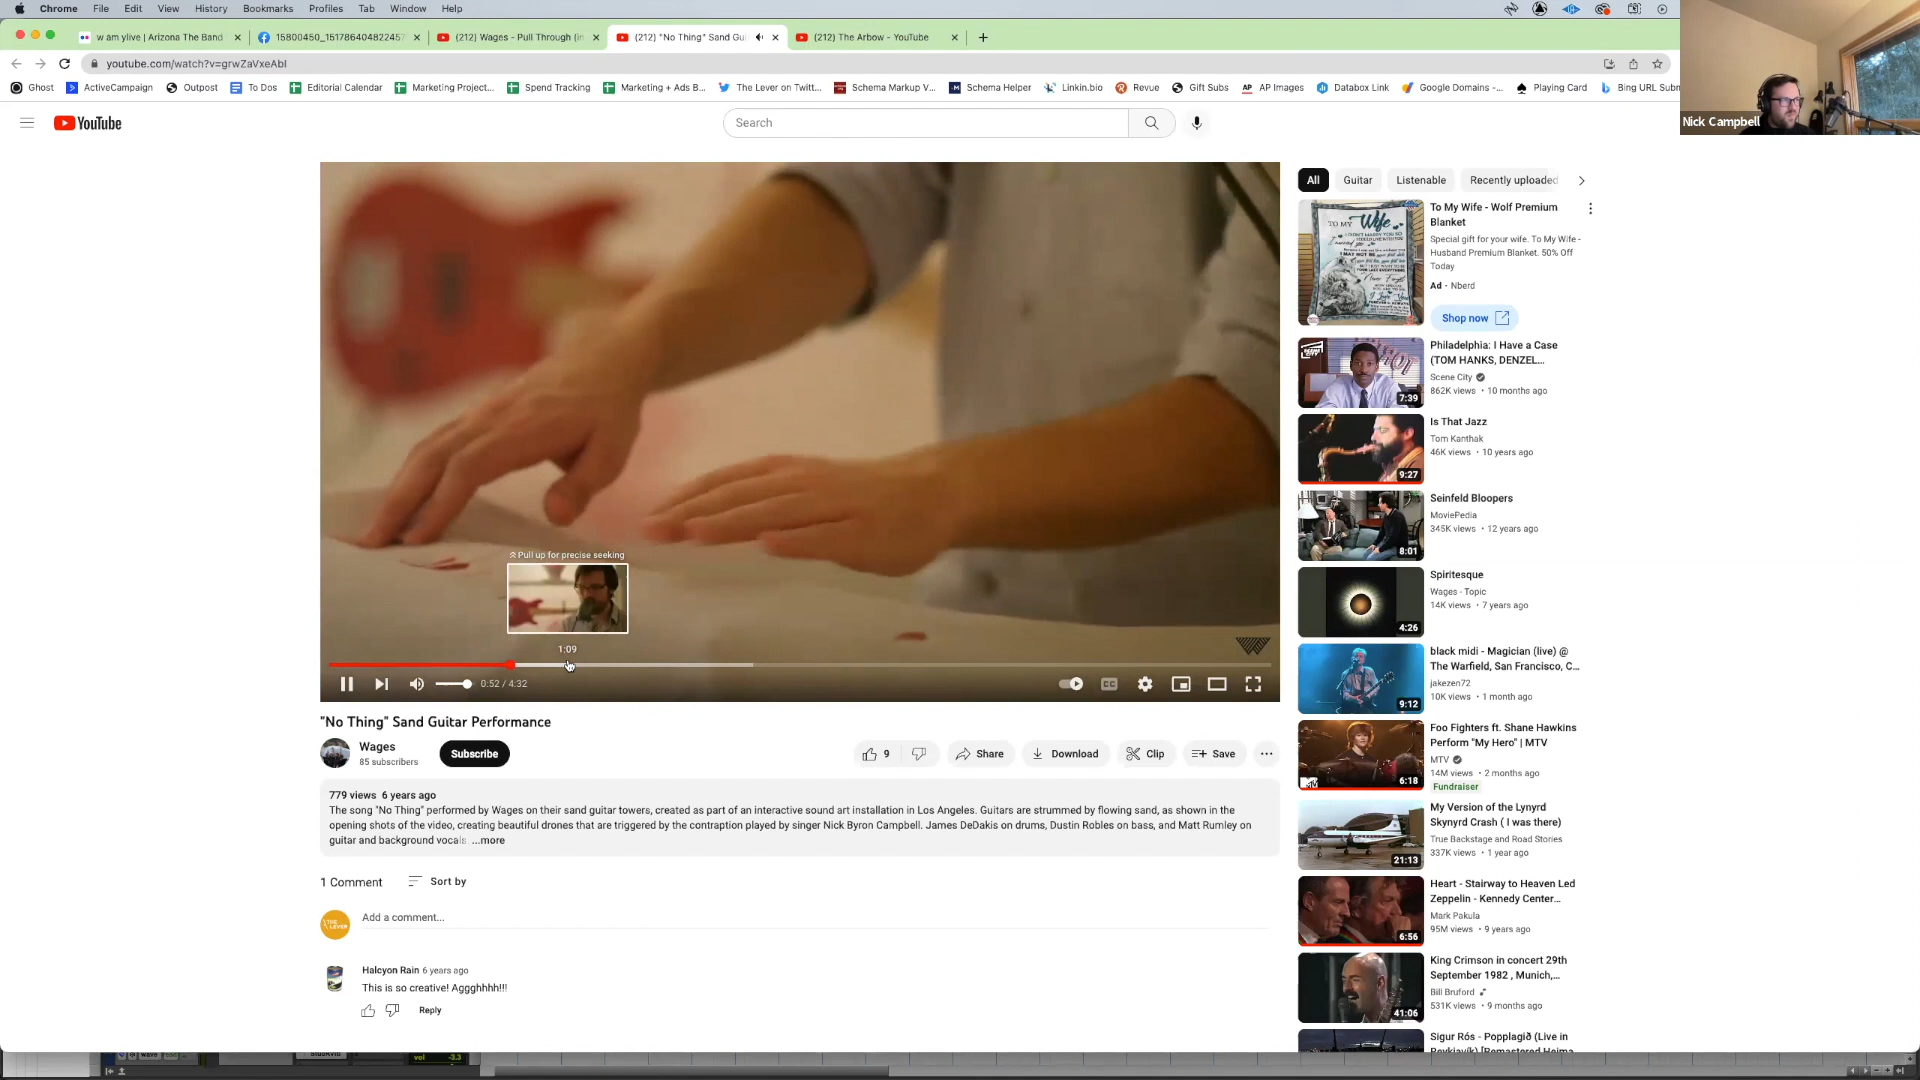 Chrome File Edit View History Bookmarks Profiles Tab Window Help
w am ylive | Arizona The Band
15800450_151786404822457
(212) Wages - Pull Through (in
(212) "No Thing" Sand Gui
(212) The Arbow - YouTube
youtube.com/watch?v=grwZaVxeAbI
Ghost ActiveCampaign Outpost To Dos Editorial Calendar Marketing Project... Spend Tracking Marketing + Ads B... The Lever on Twitt... Schema Markup V... Schema Helper Linkin.bio Revue Gift Subs AP AP Images Databox Link Google Domains -... Playing Card Bing URL Subm
Nick Campbell
YouTube
Search
Pull up for precise seeking
1:09
0:52 / 4:32
CC
"No Thing" Sand Guitar Performance
Wages
85 subscribers
Subscribe
9
Share
Download
Clip
Save
779 views 6 years ago
The song "No Thing" performed by Wages on their sand guitar towers, created as part of an interactive sound art installation in Los Angeles. Guitars are strummed by flowing sand, as shown in the
opening shots of the video, creating beautiful drones that are triggered by the contraption played by singer Nick Byron Campbell. James DeDakis on drums, Dustin Robles on bass, and Matt Rumley on
guitar and background vocals ...more
1 Comment
Sort by
THE LEVER
Add a comment...
Halcyon Rain 6 years ago
This is so creative! Aggghhhh!!!
Reply
All Guitar Listenable Recently uploaded
TO MY Wife
To My Wife - Wolf Premium
Blanket
Special gift for your wife. To My Wife -
Husband Premium Blanket. 50% Off
Today
Ad · Nberd
Shop now
Philadelphia: I Have a Case
(TOM HANKS, DENZEL...
Scene City
862K views · 10 months ago
7:39
Is That Jazz
Tom Kanthak
46K views · 10 years ago
9:27
Seinfeld Bloopers
MoviePedia
345K views · 12 years ago
8:01
Spiritesque
Wages - Topic
14K views · 7 years ago
4:26
black midi - Magician (live) @
The Warfield, San Francisco, C...
jakezen72
10K views · 1 month ago
9:12
Foo Fighters ft. Shane Hawkins
Perform "My Hero" | MTV
MTV
14M views · 2 months ago
Fundraiser
6:18
My Version of the Lynyrd
Skynyrd Crash ( I was there)
True Backstage and Road Stories
337K views · 1 year ago
21:13
Heart - Stairway to Heaven Led
Zeppelin - Kennedy Center...
Mark Pakula
95M views · 9 years ago
6:56
King Crimson in concert 29th
September 1982 , Munich,...
Bill Bruford
531K views · 9 months ago
41:06
Sigur Rós - Popplagið (Live in
vol -3.3